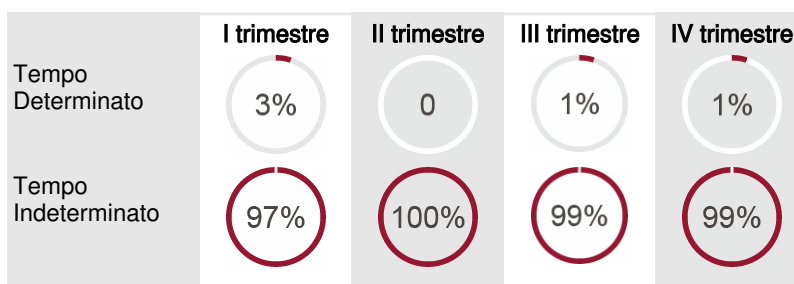 I trimestre II trimestre III trimestre IV trimestre
Tempo
Determinato
3% 0 1% 1%
Tempo
Indeterminato
97% 100% 99% 99%